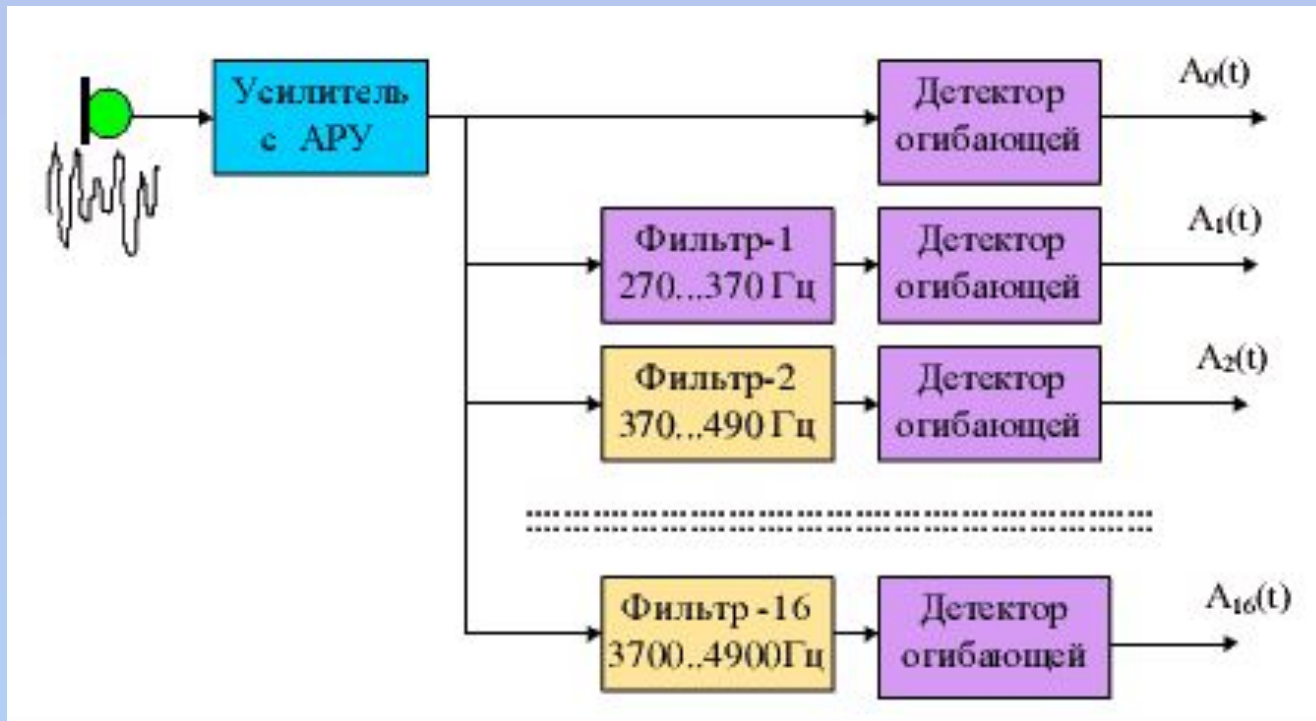 Усилитель
с АРУ
Детектор
огибающей
A₀(t)
Фильтр-1
270...370 Гц
Детектор
огибающей
A₁(t)
Фильтр-2
370...490 Гц
Детектор
огибающей
A₂(t)
Фильтр -16
3700..4900Гц
Детектор
огибающей
A₁₆(t)